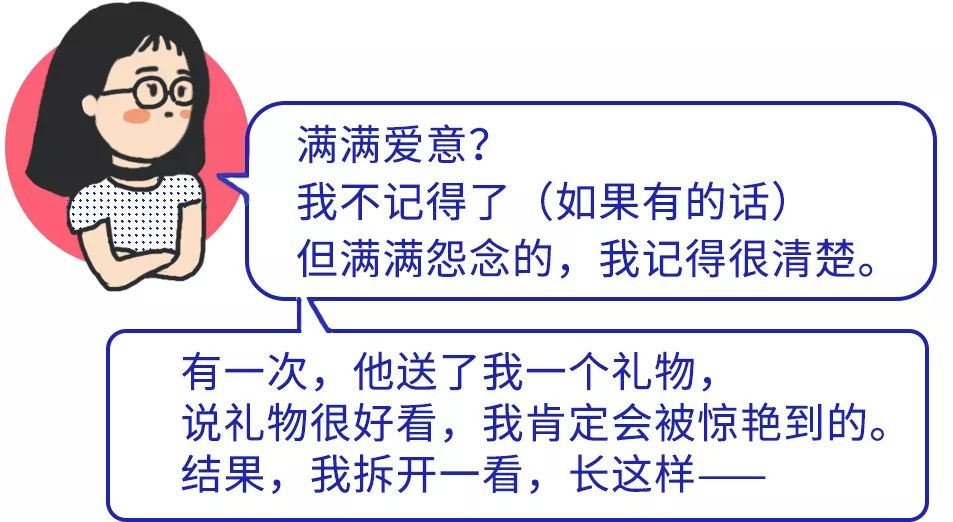 满满爱意？
我不记得了（如果有的话）
但满满怨念的，我记得很清楚。
有一次，他送了我一个礼物，
说礼物很好看，我肯定会被惊艳到的。
结果，我拆开一看，长这样——